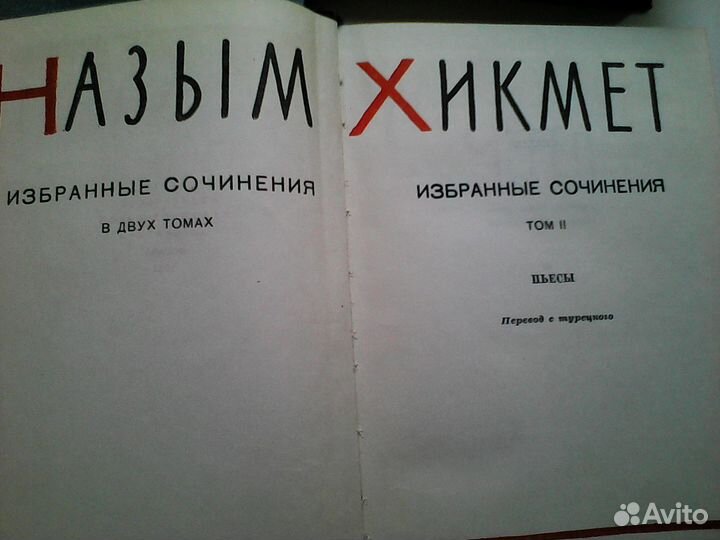 НАЗЫМ
ИЗБРАННЫЕ СОЧИНЕНИЯ
В ДВУХ ТОМАХ
ХИКМЕТ
ИЗБРАННЫЕ СОЧИНЕНИЯ
ТОМ II
ПЬЕСЫ
Перевод с турецкого
Avito